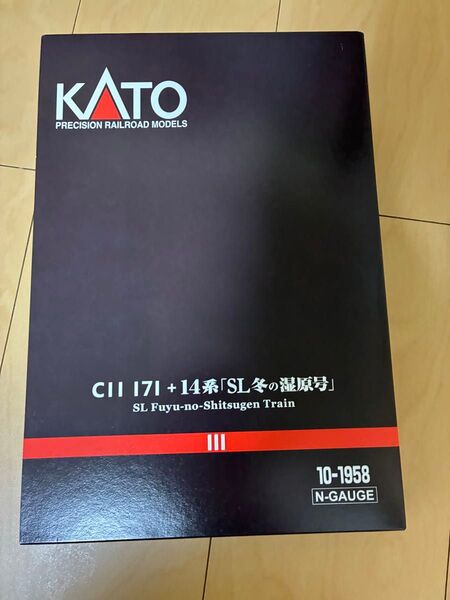 KATO
PRECISION RAILROAD MODELS
C11 171 + 14系「SL冬の湿原号」
SL Fuyu-no-Shitsugen Train
10-1958
N-GAUGE